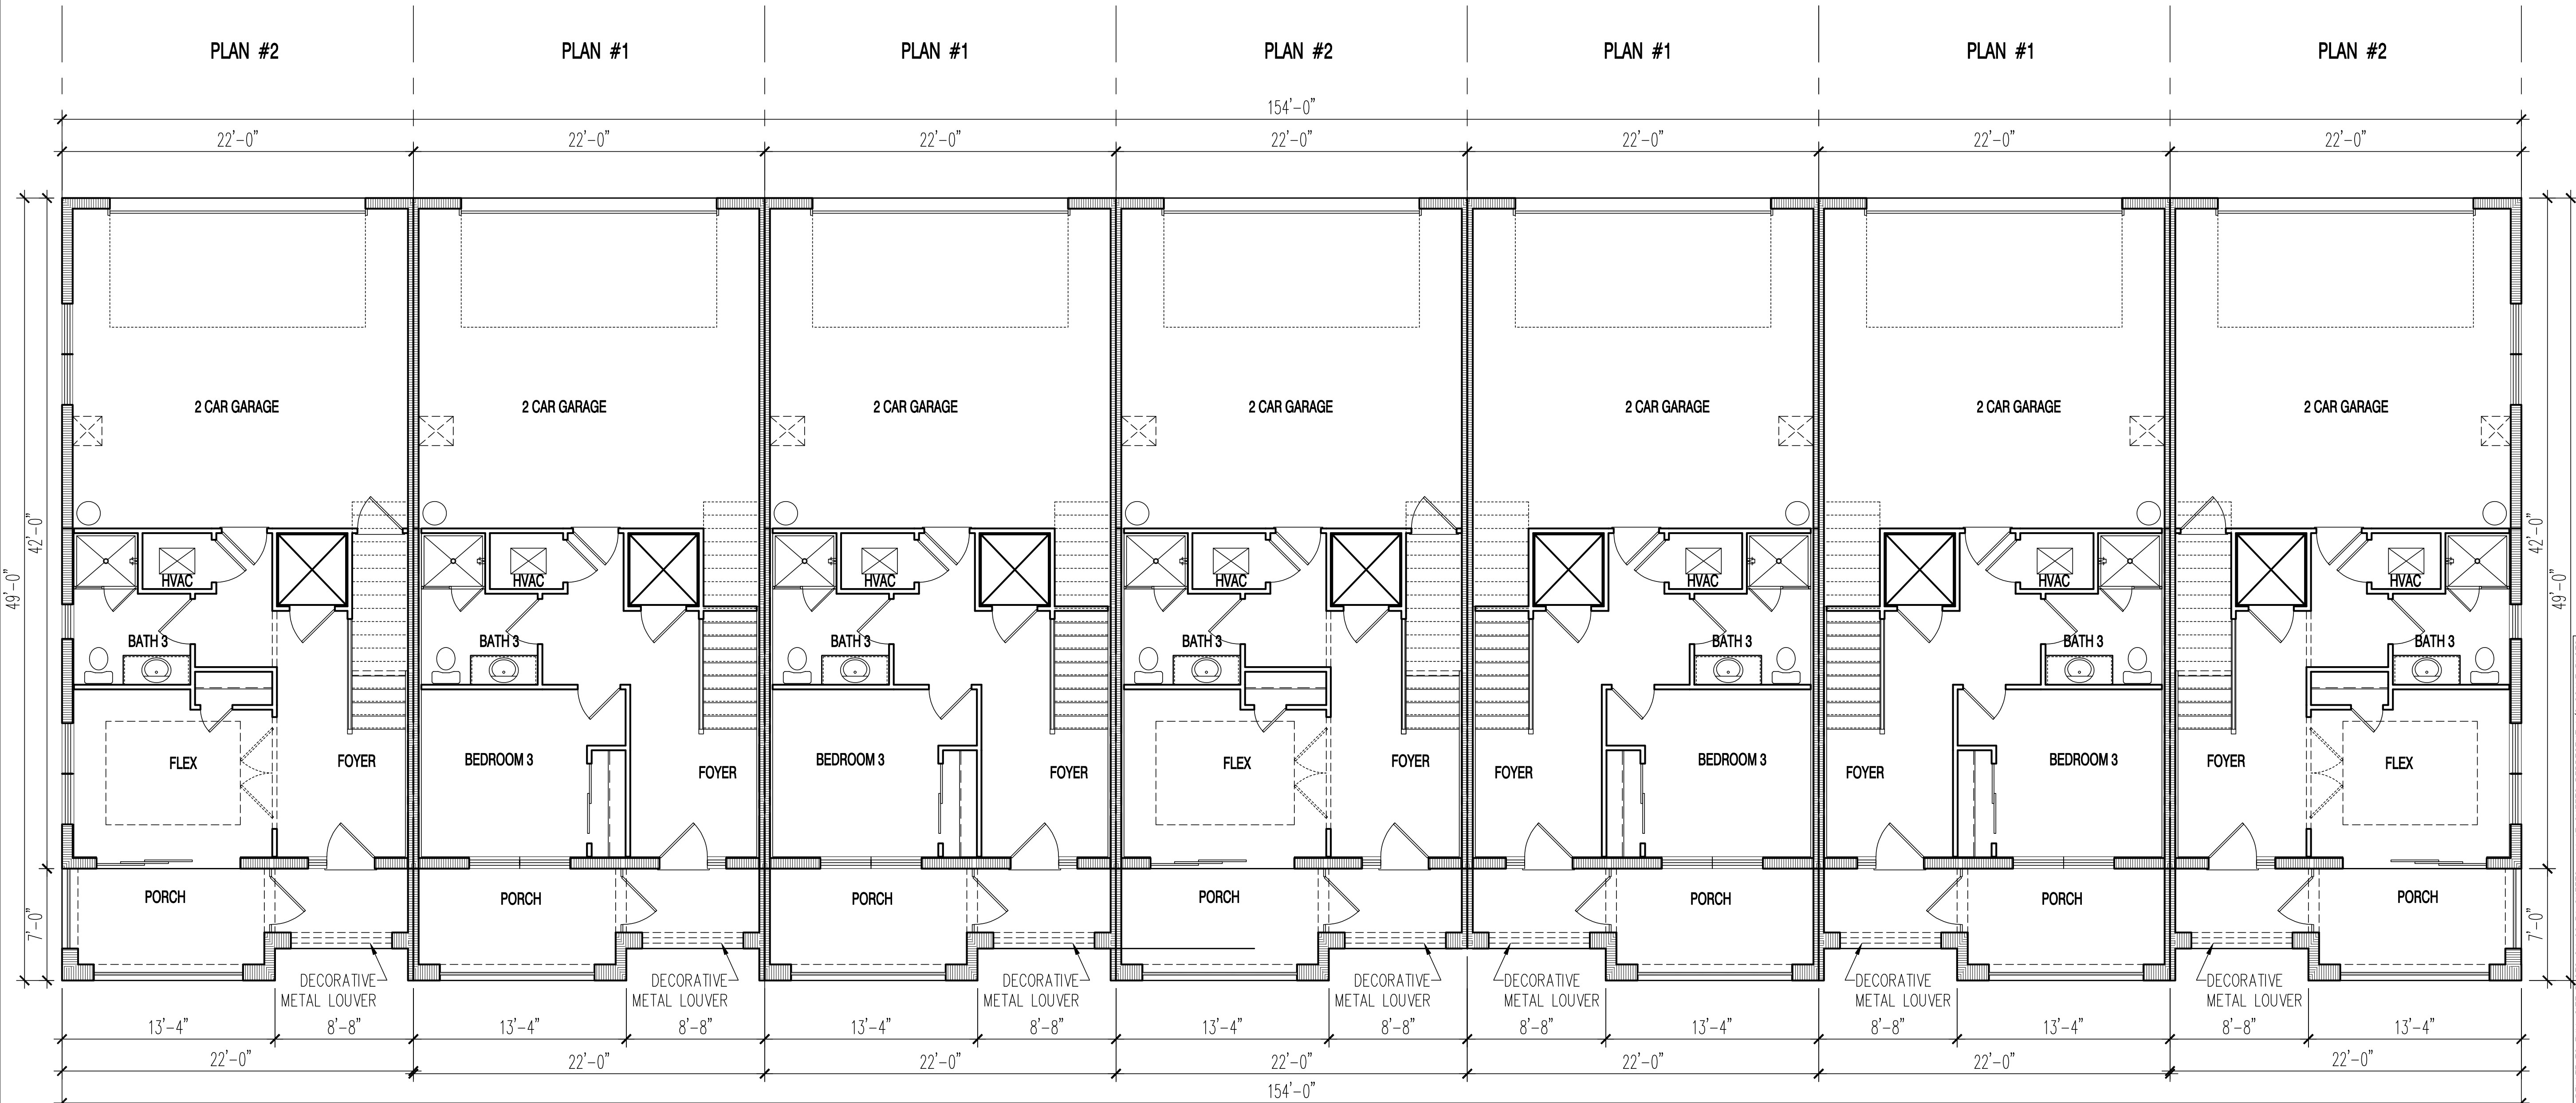 PLAN #2
PLAN #1
PLAN #1
PLAN #2
PLAN #1
PLAN #1
PLAN #2
154'-0"
22'-0"
22'-0"
22'-0"
22'-0"
22'-0"
22'-0"
22'-0"
2 CAR GARAGE
2 CAR GARAGE
2 CAR GARAGE
2 CAR GARAGE
2 CAR GARAGE
2 CAR GARAGE
2 CAR GARAGE
49'-0"
42'-0"
42'-0"
49'-0"
HVAC
HVAC
HVAC
HVAC
HVAC
HVAC
HVAC
BATH 3
BATH 3
BATH 3
BATH 3
BATH 3
BATH 3
BATH 3
FLEX
FOYER
BEDROOM 3
FOYER
BEDROOM 3
FOYER
FLEX
FOYER
FOYER
BEDROOM 3
FOYER
BEDROOM 3
FOYER
FLEX
7'-0"
PORCH
PORCH
PORCH
PORCH
PORCH
PORCH
PORCH
7'-0"
DECORATIVE
METAL LOUVER
DECORATIVE
METAL LOUVER
DECORATIVE
METAL LOUVER
DECORATIVE
METAL LOUVER
DECORATIVE
METAL LOUVER
DECORATIVE
METAL LOUVER
DECORATIVE
METAL LOUVER
13'-4"
8'-8"
13'-4"
8'-8"
13'-4"
8'-8"
13'-4"
8'-8"
8'-8"
13'-4"
8'-8"
13'-4"
8'-8"
13'-4"
22'-0"
22'-0"
22'-0"
22'-0"
22'-0"
22'-0"
22'-0"
154'-0"